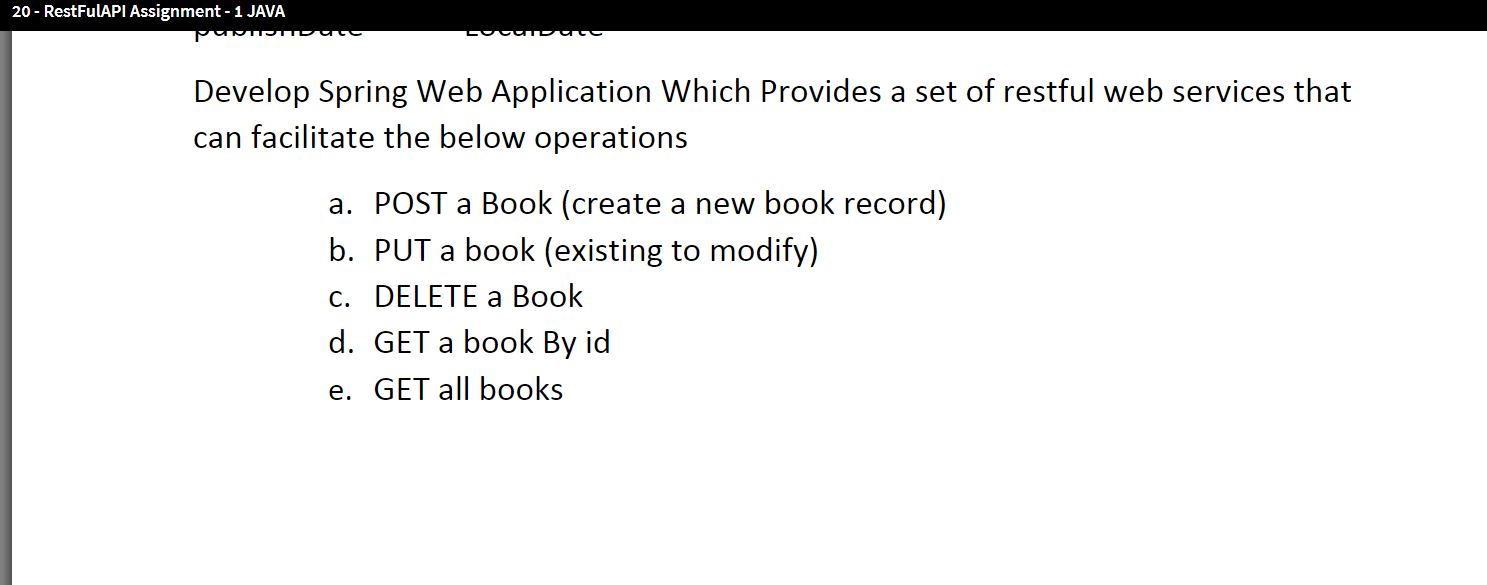 20 - RestFulAPI Assignment - 1 JAVA
publishDate LocalDate
Develop Spring Web Application Which Provides a set of restful web services that
can facilitate the below operations
a. POST a Book (create a new book record)
b. PUT a book (existing to modify)
c. DELETE a Book
d. GET a book By id
e. GET all books